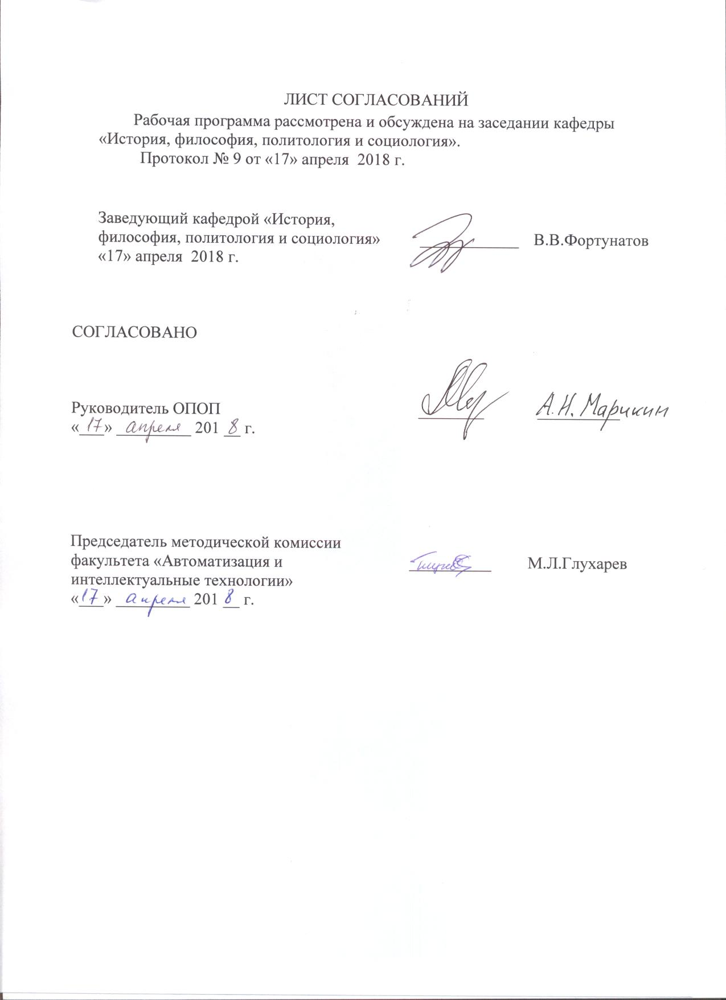 ЛИСТ СОГЛАСОВАНИЙ
Рабочая программа рассмотрена и обсуждена на заседании кафедры
«История, философия, политология и социология».
Протокол № 9 от «17» апреля 2018 г.
Заведующий кафедрой «История,
философия, политология и социология» В.В.Фортунатов
«17» апреля 2018 г.
СОГЛАСОВАНО
Руководитель ОПОП А.Н. Марикин
«17» апреля 2018 г.
Председатель методической комиссии
факультета «Автоматизация и М.Л.Глухарев
интеллектуальные технологии»
«17» апреля 2018 г.